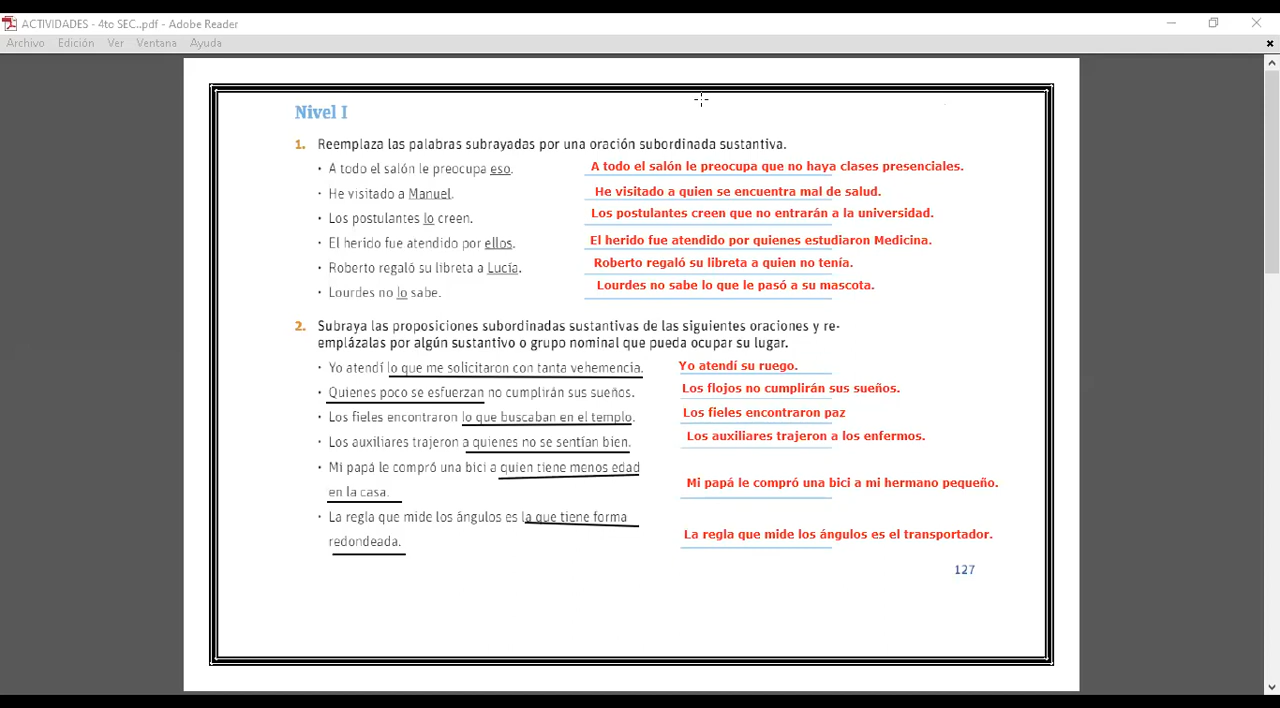 ACTIVIDADES - 4to SEC..pdf - Adobe Reader
Archivo Edición Ver Ventana Ayuda
Nivel I
1. Reemplaza las palabras subrayadas por una oración subordinada sustantiva.
• A todo el salón le preocupa eso. A todo el salón le preocupa que no haya clases presenciales.
• He visitado a Manuel. He visitado a quien se encuentra mal de salud.
• Los postulantes lo creen. Los postulantes creen que no entrarán a la universidad.
• El herido fue atendido por ellos. El herido fue atendido por quienes estudiaron Medicina.
• Roberto regaló su libreta a Lucía. Roberto regaló su libreta a quien no tenía.
• Lourdes no lo sabe. Lourdes no sabe lo que le pasó a su mascota.
2. Subraya las proposiciones subordinadas sustantivas de las siguientes oraciones y re-
emplázalas por algún sustantivo o grupo nominal que pueda ocupar su lugar.
• Yo atendí lo que me solicitaron con tanta vehemencia. Yo atendí su ruego.
• Quienes poco se esfuerzan no cumplirán sus sueños. Los flojos no cumplirán sus sueños.
• Los fieles encontraron lo que buscaban en el templo. Los fieles encontraron paz
• Los auxiliares trajeron a quienes no se sentían bien. Los auxiliares trajeron a los enfermos.
• Mi papá le compró una bici a quien tiene menos edad
en la casa. Mi papá le compró una bici a mi hermano pequeño.
• La regla que mide los ángulos es la que tiene forma
redondeada. La regla que mide los ángulos es el transportador.
127